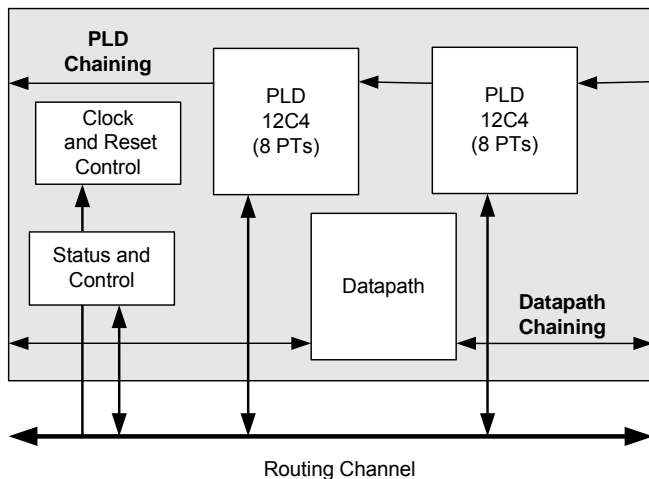 PLD
Chaining
PLD
12C4
(8 PTs)
PLD
12C4
(8 PTs)
Clock
and Reset
Control
Status and
Control
Datapath
Datapath
Chaining
Routing Channel